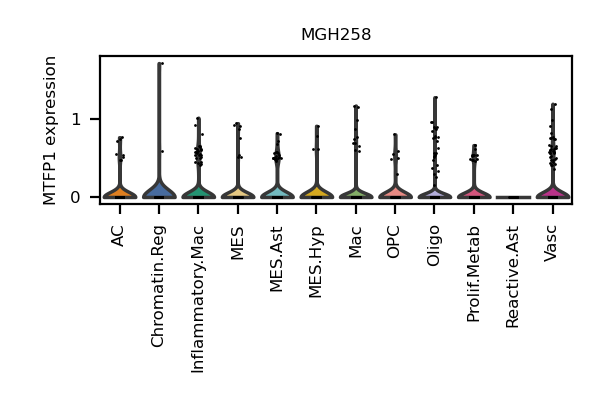 MGH258
MTFP1 expression
1
0
AC
Chromatin.Reg
Inflammatory.Mac
MES
MES.Ast
MES.Hyp
Mac
OPC
Oligo
Prolif.Metab
Reactive.Ast
Vasc